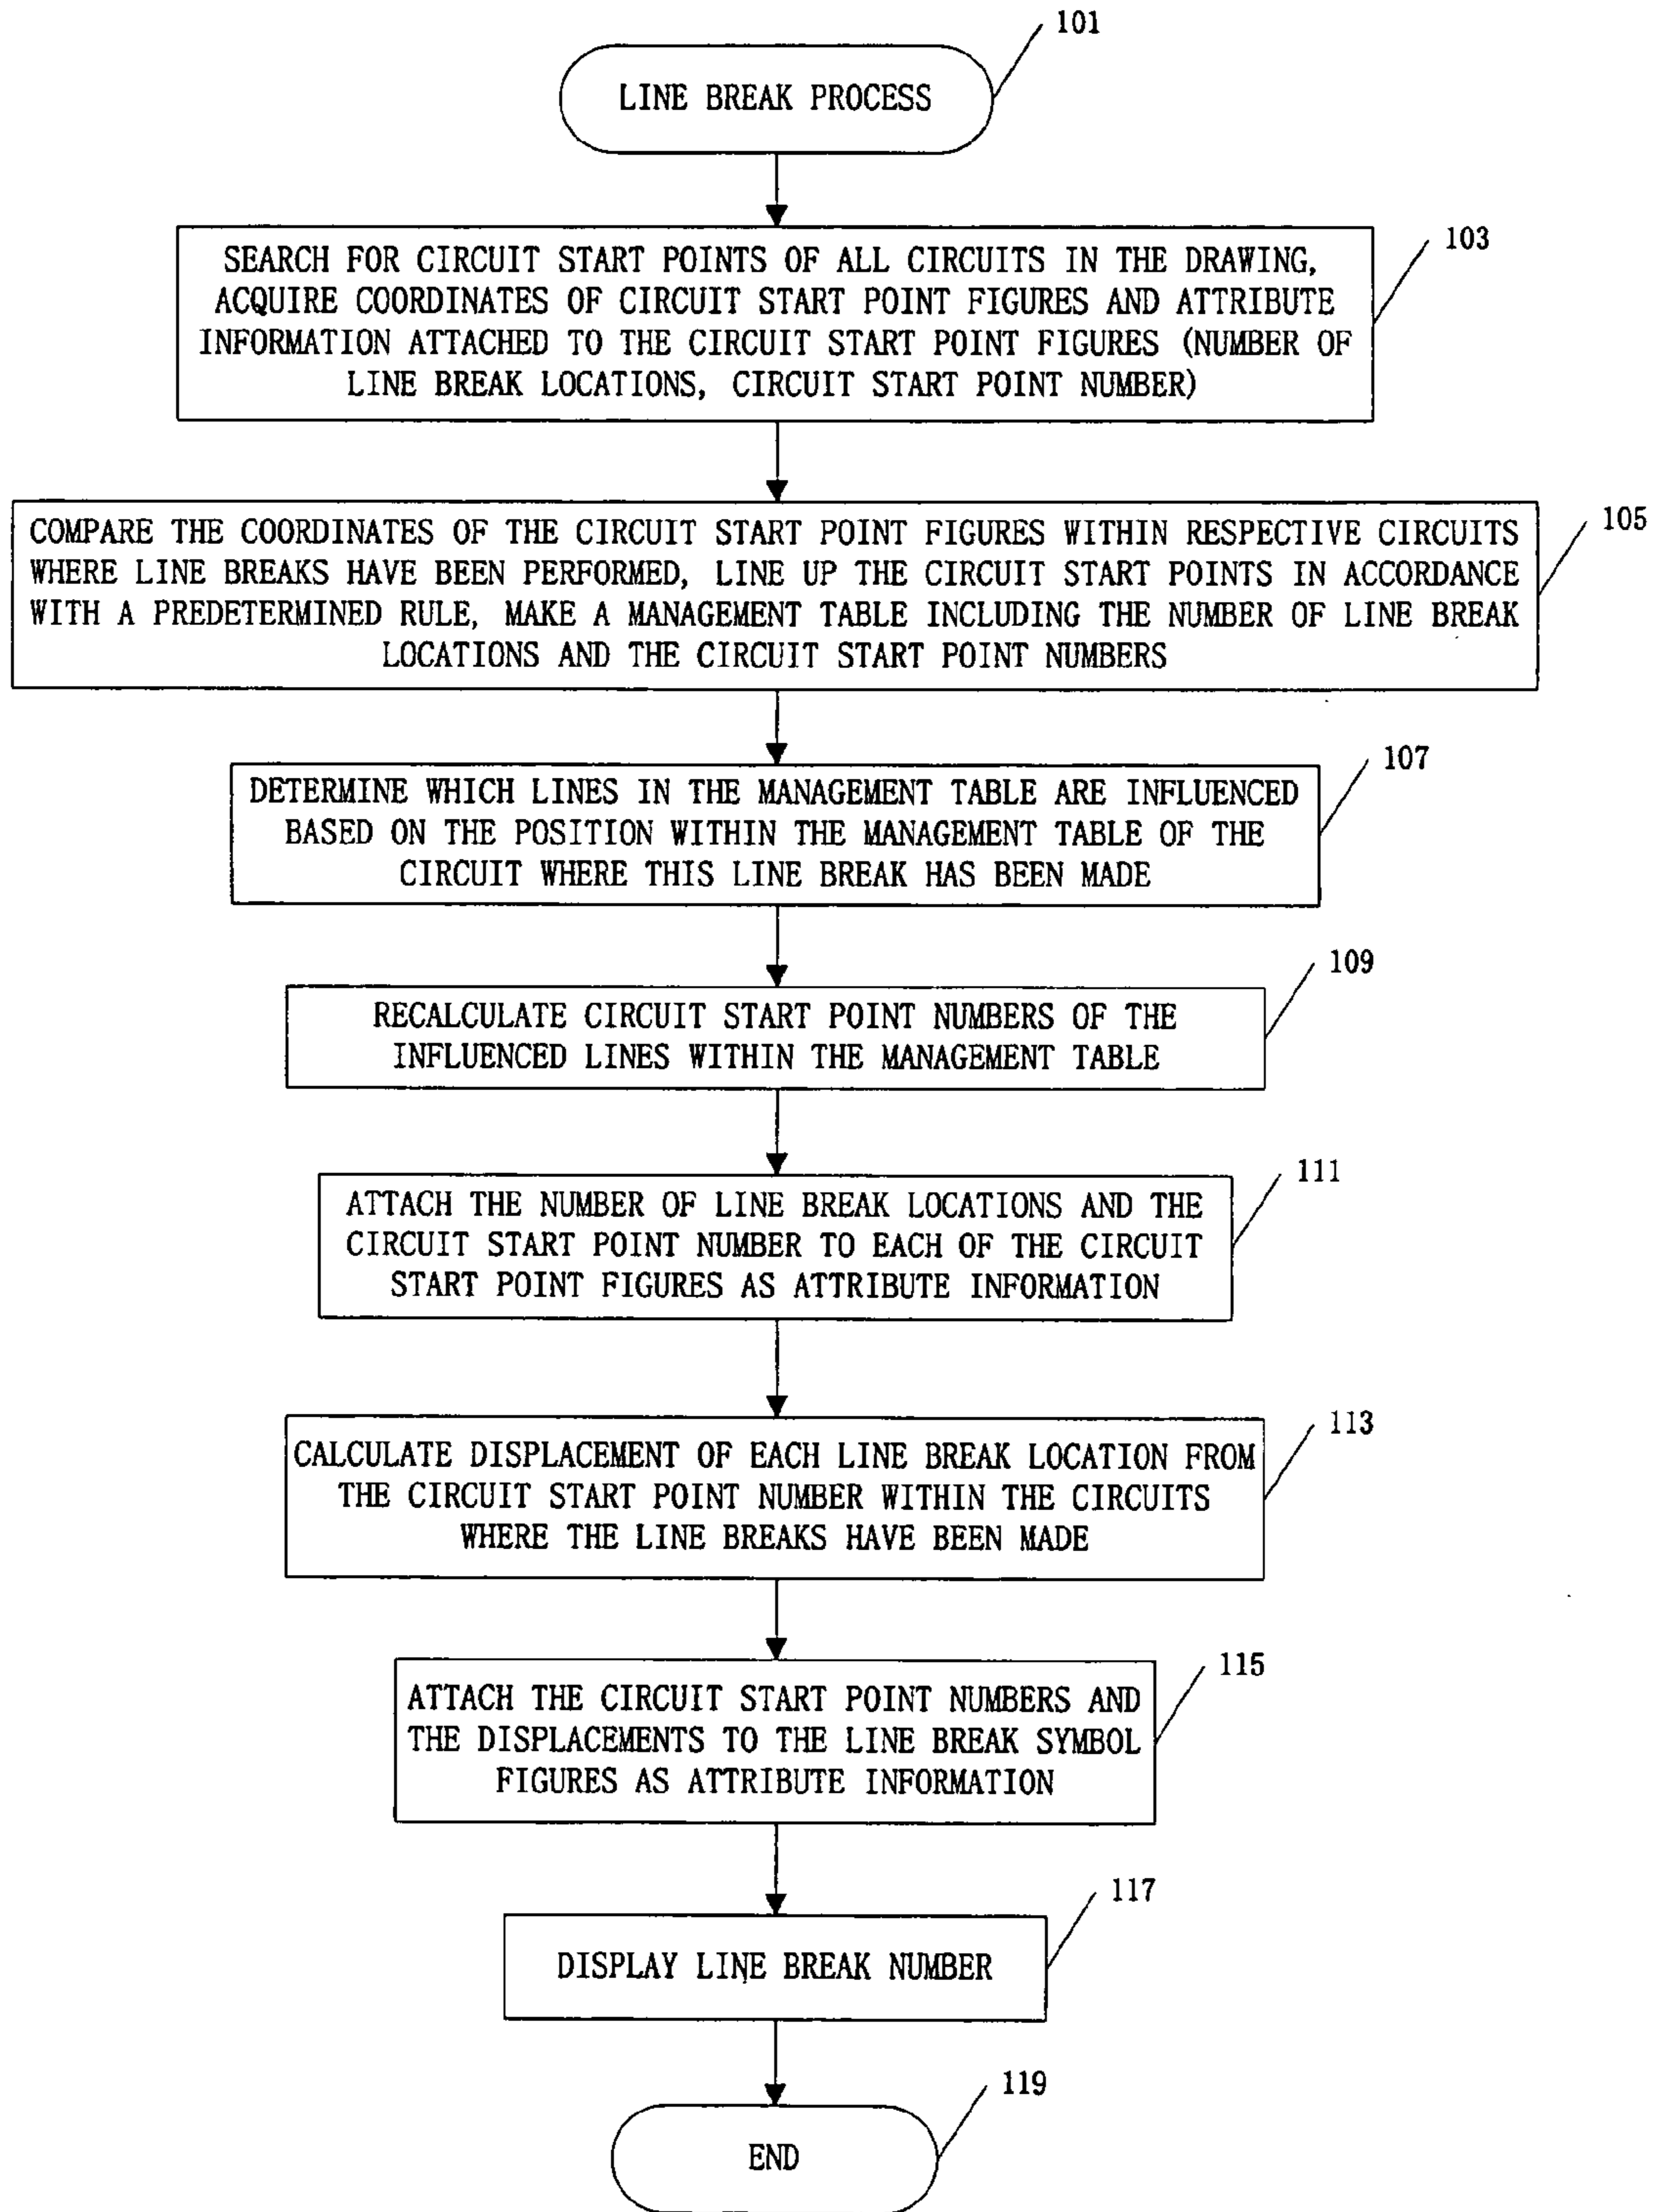 101
LINE BREAK PROCESS
103
SEARCH FOR CIRCUIT START POINTS OF ALL CIRCUITS IN THE DRAWING,
ACQUIRE COORDINATES OF CIRCUIT START POINT FIGURES AND ATTRIBUTE
INFORMATION ATTACHED TO THE CIRCUIT START POINT FIGURES (NUMBER OF
LINE BREAK LOCATIONS, CIRCUIT START POINT NUMBER)
105
COMPARE THE COORDINATES OF THE CIRCUIT START POINT FIGURES WITHIN RESPECTIVE CIRCUITS
WHERE LINE BREAKS HAVE BEEN PERFORMED, LINE UP THE CIRCUIT START POINTS IN ACCORDANCE
WITH A PREDETERMINED RULE, MAKE A MANAGEMENT TABLE INCLUDING THE NUMBER OF LINE BREAK
LOCATIONS AND THE CIRCUIT START POINT NUMBERS
107
DETERMINE WHICH LINES IN THE MANAGEMENT TABLE ARE INFLUENCED
BASED ON THE POSITION WITHIN THE MANAGEMENT TABLE OF THE
CIRCUIT WHERE THIS LINE BREAK HAS BEEN MADE
109
RECALCULATE CIRCUIT START POINT NUMBERS OF THE
INFLUENCED LINES WITHIN THE MANAGEMENT TABLE
111
ATTACH THE NUMBER OF LINE BREAK LOCATIONS AND THE
CIRCUIT START POINT NUMBER TO EACH OF THE CIRCUIT
START POINT FIGURES AS ATTRIBUTE INFORMATION
113
CALCULATE DISPLACEMENT OF EACH LINE BREAK LOCATION FROM
THE CIRCUIT START POINT NUMBER WITHIN THE CIRCUITS
WHERE THE LINE BREAKS HAVE BEEN MADE
115
ATTACH THE CIRCUIT START POINT NUMBERS AND
THE DISPLACEMENTS TO THE LINE BREAK SYMBOL
FIGURES AS ATTRIBUTE INFORMATION
117
DISPLAY LINE BREAK NUMBER
119
END